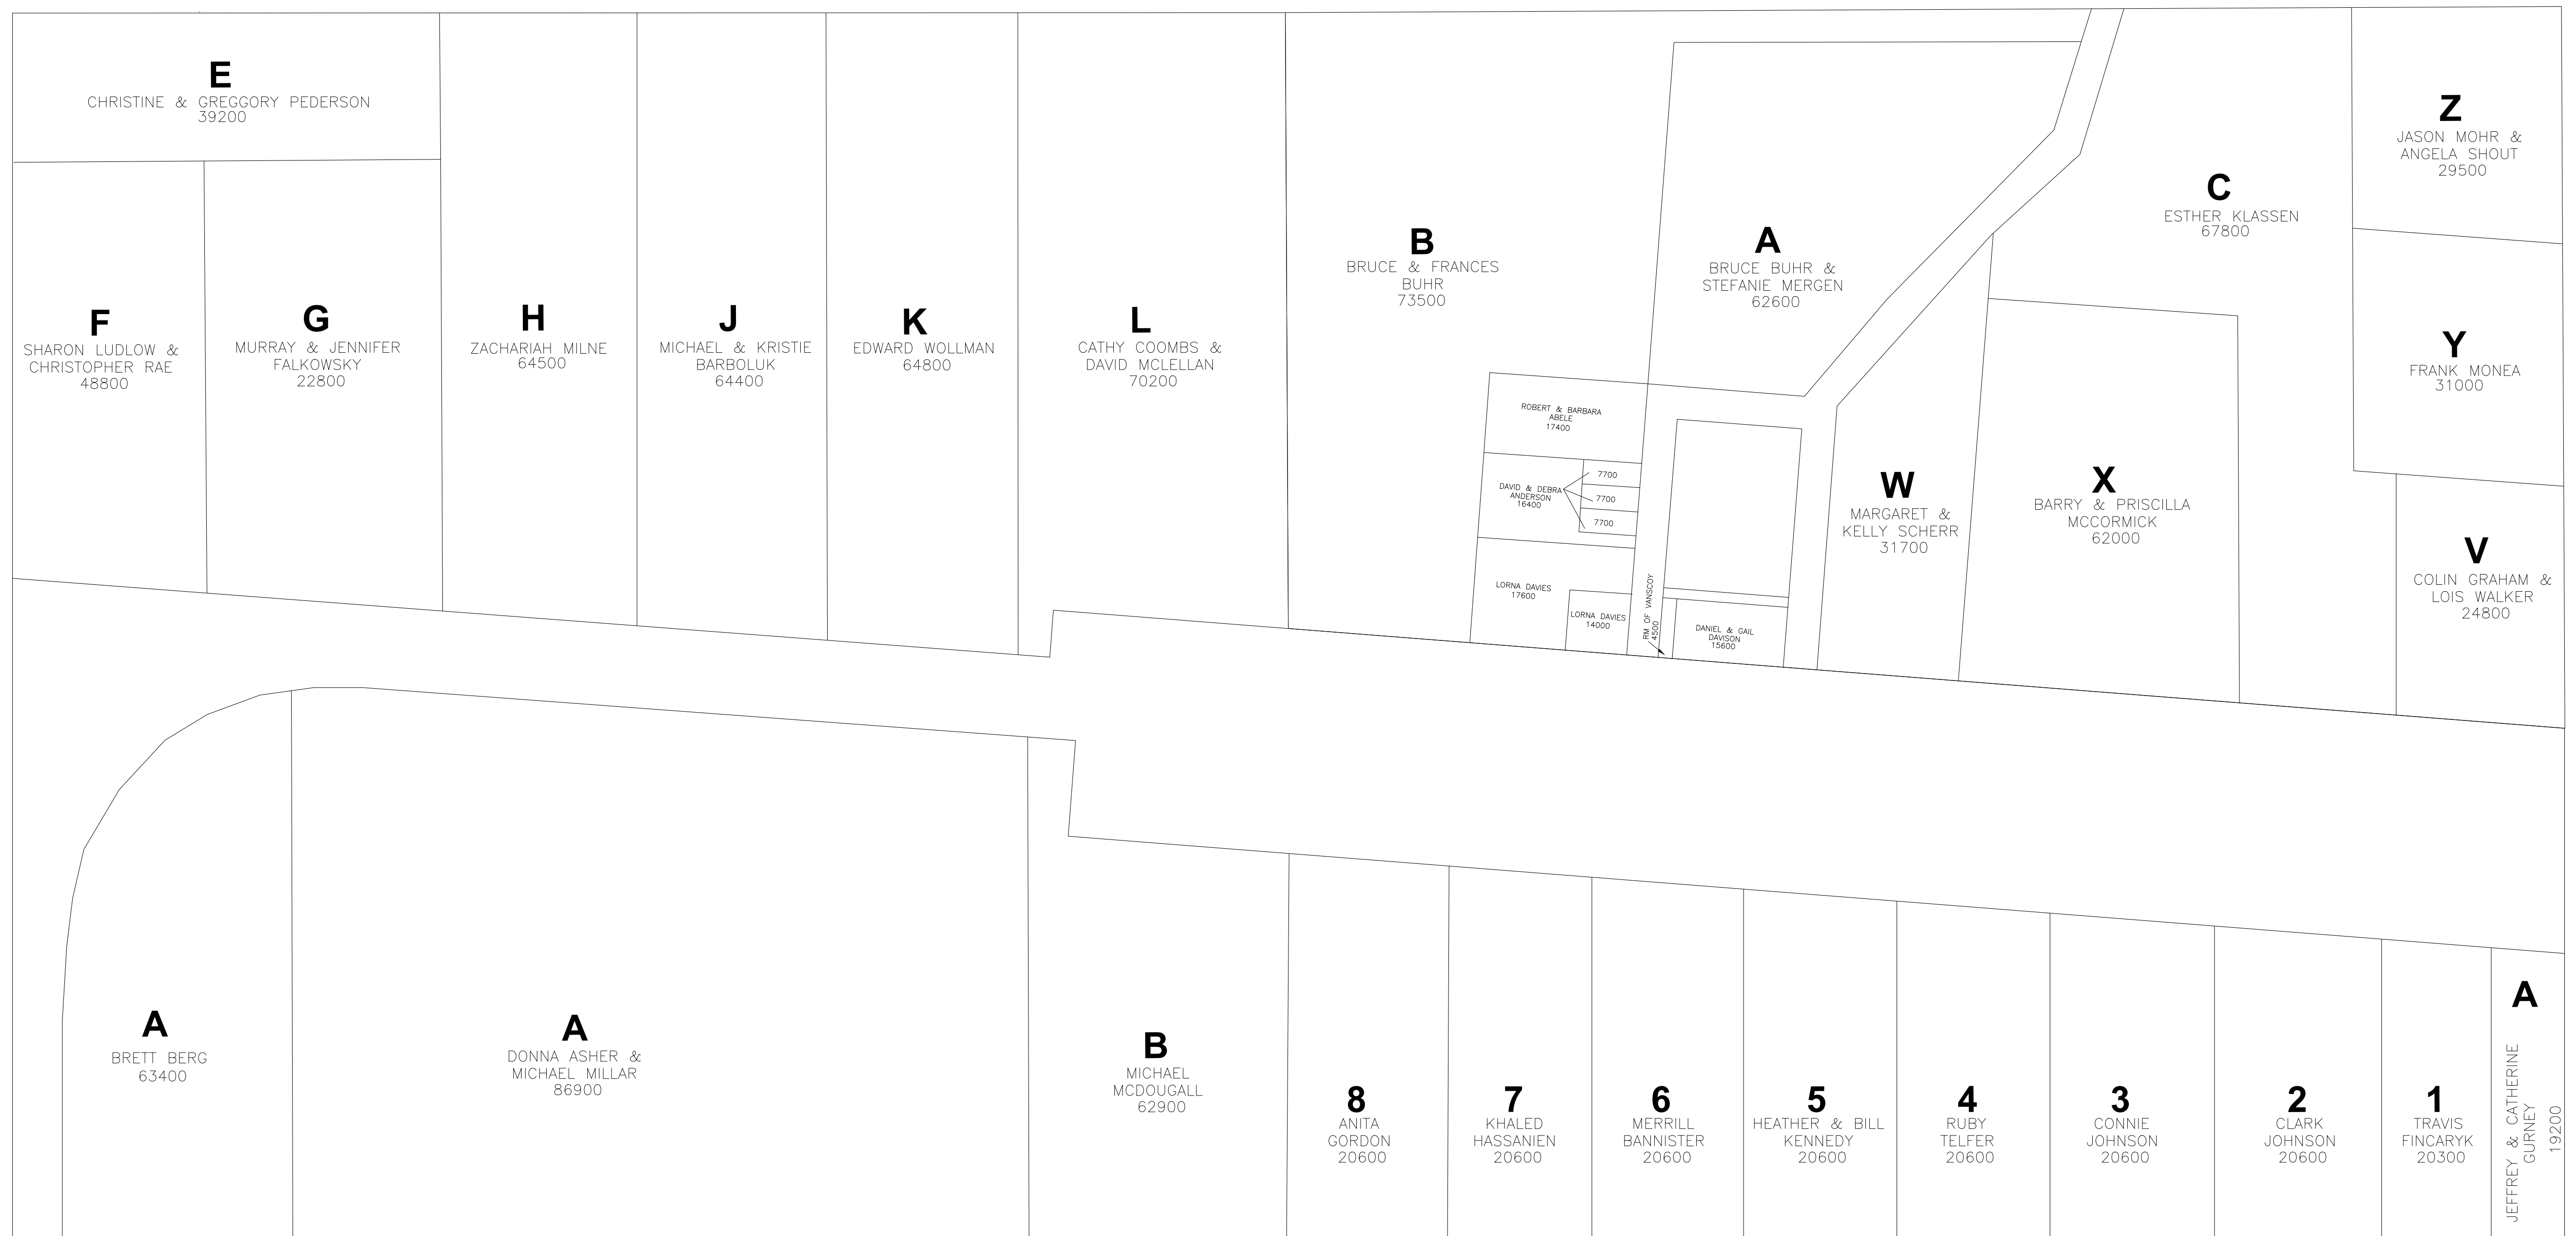 E
CHRISTINE & GREGGORY PEDERSON
39200
F
SHARON LUDLOW &
CHRISTOPHER RAE
48800
G
MURRAY & JENNIFER
FALKOWSKY
22800
H
ZACHARIAH MILNE
64500
J
MICHAEL & KRISTIE
BARBOLUK
64400
K
EDWARD WOLLMAN
64800
L
CATHY COOMBS &
DAVID MCLELLAN
70200
B
BRUCE & FRANCES
BUHR
73500
A
BRUCE BUHR &
STEFANIE MERGEN
62600
C
ESTHER KLASSEN
67800
Z
JASON MOHR &
ANGELA SHOUT
29500
Y
FRANK MONEA
31000
ROBERT & BARBARA
ABELE
17400
DAVID & DEBRA
ANDERSON
16400
7700
7700
7700
LORNA DAVIES
17600
LORNA DAVIES
14000
RM OF VANSCOY
4500
DANIEL & GAIL
DAVISON
15600
W
MARGARET &
KELLY SCHERR
31700
X
BARRY & PRISCILLA
MCCORMICK
62000
V
COLIN GRAHAM &
LOIS WALKER
24800
A
BRETT BERG
63400
A
DONNA ASHER &
MICHAEL MILLAR
86900
B
MICHAEL
MCDOUGALL
62900
8
ANITA
GORDON
20600
7
KHALED
HASSANIEN
20600
6
MERRILL
BANNISTER
20600
5
HEATHER & BILL
KENNEDY
20600
4
RUBY
TELFER
20600
3
CONNIE
JOHNSON
20600
2
CLARK
JOHNSON
20600
1
TRAVIS
FINCARYK
20300
A
JEFFREY & CATHERINE
GURNEY
19200